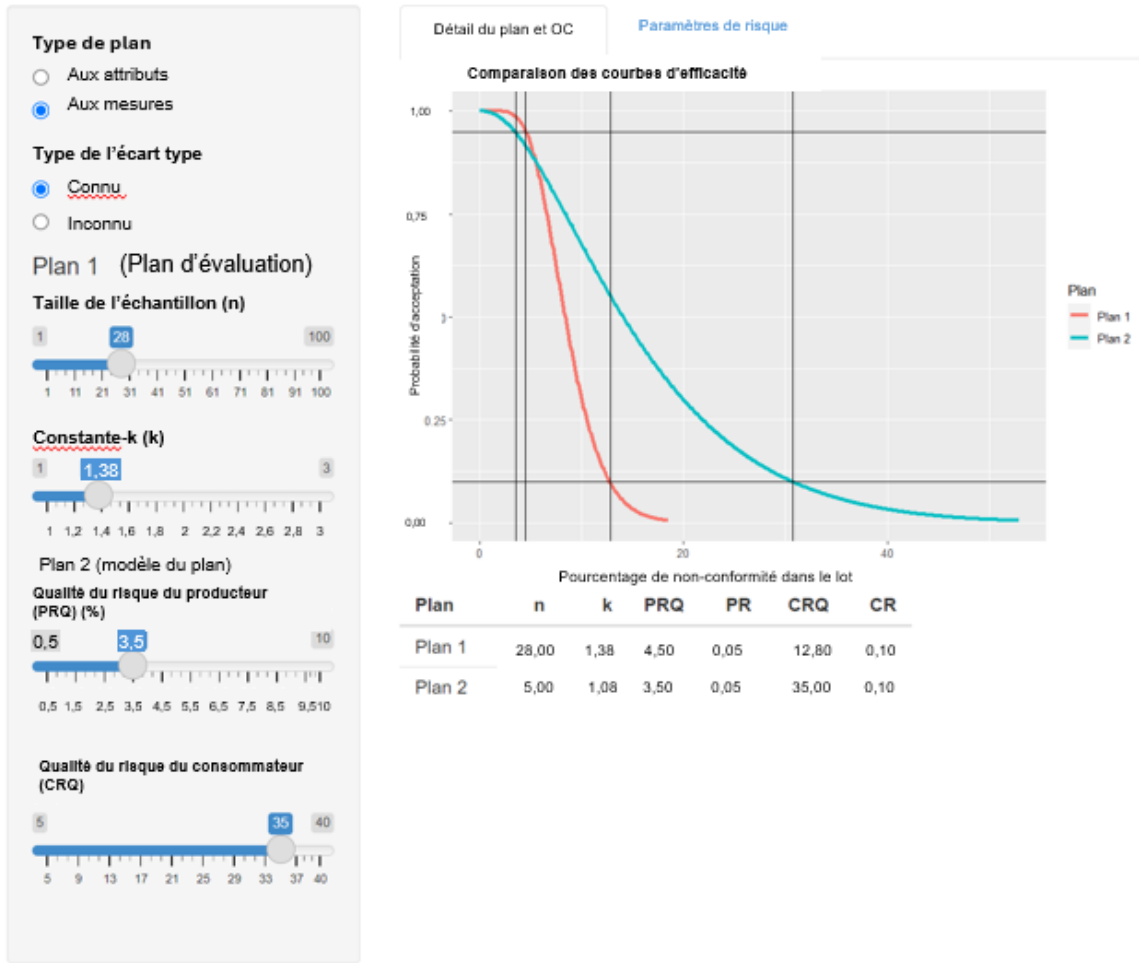 Type de plan
Aux attributs
Aux mesures
Type de l'écart type
Connu
Inconnu
Plan 1 (Plan d'évaluation)
Taille de l'échantillon (n)
1 28 100
1 11 21 31 41 51 61 71 81 91 100
Constante-k (k)
1 1,38 3
1 1,2 1,4 1,6 1,8 2 2,2 2,4 2,6 2,8 3
Plan 2 (modèle du plan)
Qualité du risque du producteur
(PRQ) (%)
0,5 3,5 10
0,5 1,5 2,5 3,5 4,5 5,5 6,5 7,5 8,5 9,510
Qualité du risque du consommateur
(CRQ)
5 35 40
5 9 13 17 21 25 29 33 37 40
Détail du plan et OC
Paramètres de risque
Comparaison des courbes d'efficacité
Probabilité d'acceptation
1,00
0,75
0.25
0,00
0 20 40
Pourcentage de non-conformité dans le lot
Plan
Plan 1
Plan 2
Plan n k PRQ PR CRQ CR
Plan 1 28,00 1,38 4,50 0,05 12,80 0,10
Plan 2 5,00 1,08 3,50 0,05 35,00 0,10